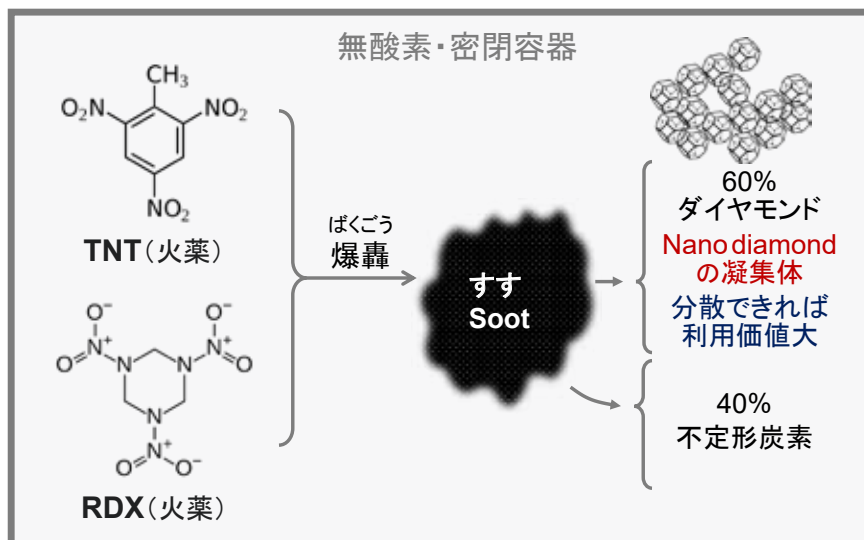 無酸素・密閉容器
CH₃
O₂N
NO₂
NO₂
TNT（火薬）
O⁻
O⁻
N⁺
N⁺
O
N
N
O
N
N⁺
O
O⁻
RDX（火薬）
ばくごう
爆轟
すす
Soot
60%
ダイヤモンド
Nanodiamond
の凝集体
分散できれば
利用価値大
40%
不定形炭素